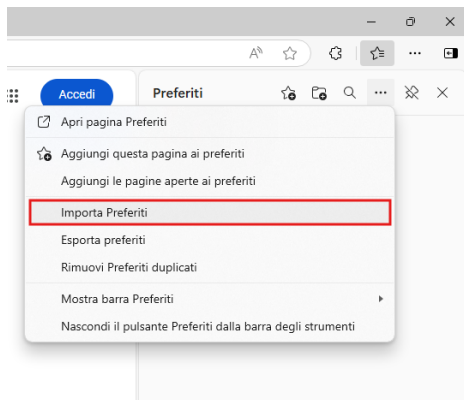 Accedi
Preferiti
Apri pagina Preferiti
Aggiungi questa pagina ai preferiti
Aggiungi le pagine aperte ai preferiti
Importa Preferiti
Esporta preferiti
Rimuovi Preferiti duplicati
Mostra barra Preferiti
Nascondi il pulsante Preferiti dalla barra degli strumenti